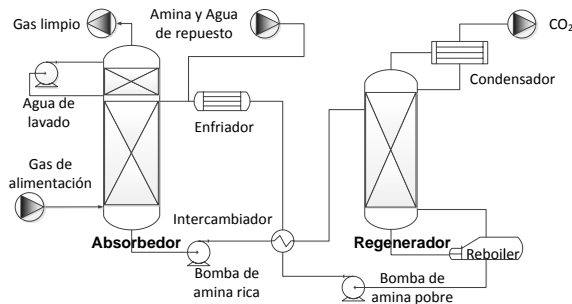 Gas limpio
Amina y Agua
de repuesto
CO2
Condensador
Agua de
lavado
Enfriador
Gas de
alimentación
Intercambiador
Absorbedor
Regenerador
Reboiler
Bomba de
amina rica
Bomba de
amina pobre